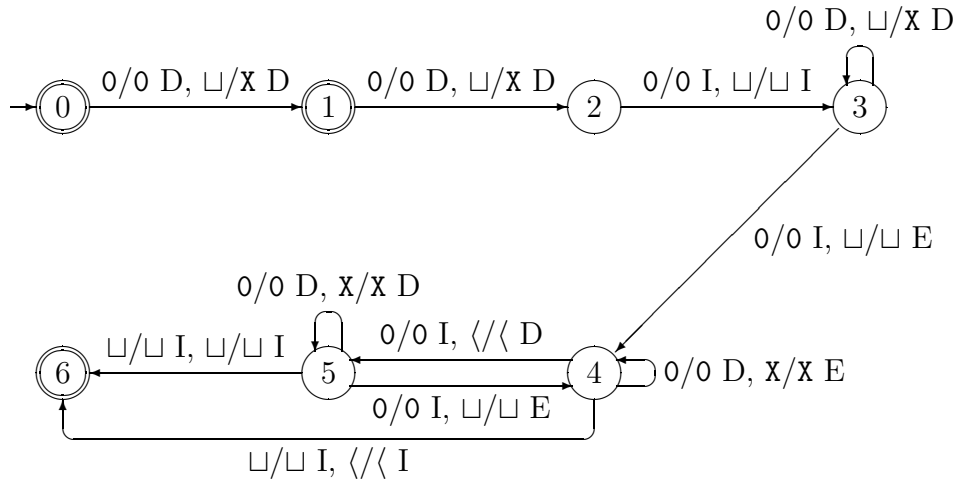 0/0 D, ⊔/X D
0/0 D, ⊔/X D
0/0 D, ⊔/X D
0/0 I, ⊔/⊔ I
0
1
2
3
0/0 I, ⊔/⊔ E
0/0 D, X/X D
⊔/⊔ I, ⊔/⊔ I
0/0 I, ⟨/⟨ D
6
5
4
0/0 D, X/X E
0/0 I, ⊔/⊔ E
⊔/⊔ I, ⟨/⟨ I